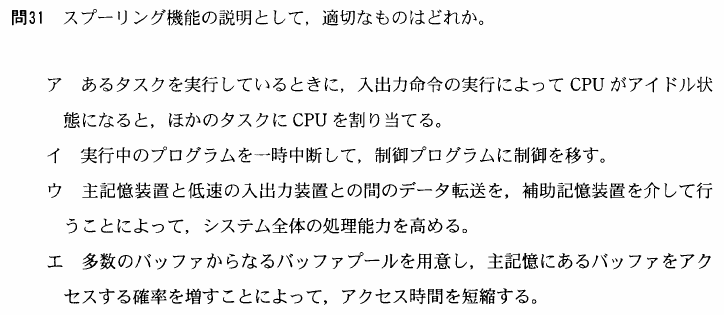 問31　スプーリング機能の説明として，適切なものはどれか。
ア　あるタスクを実行しているときに，入出力命令の実行によって CPU がアイドル状
態になると，ほかのタスクに CPU を割り当てる。
イ　実行中のプログラムを一時中断して，制御プログラムに制御を移す。
ウ　主記憶装置と低速の入出力装置との間のデータ転送を，補助記憶装置を介して行
うことによって，システム全体の処理能力を高める。
エ　多数のバッファからなるバッファプールを用意し，主記憶にあるバッファをアク
セスする確率を増すことによって，アクセス時間を短縮する。